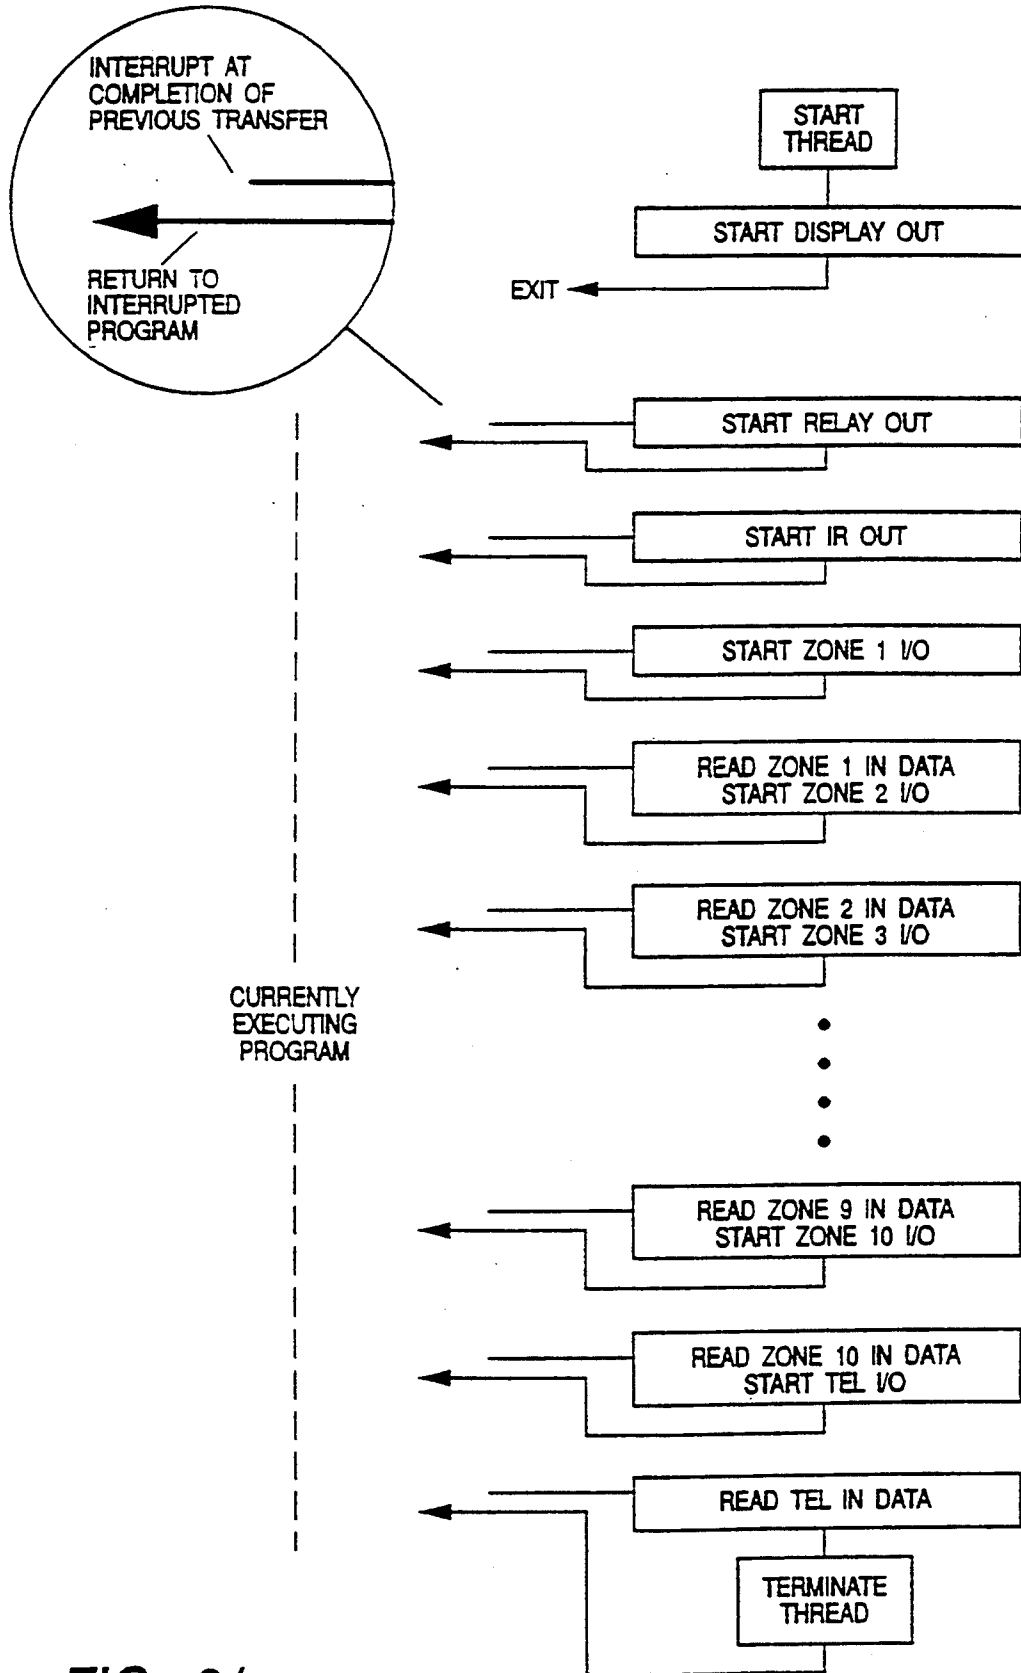 INTERRUPT AT
COMPLETION OF
PREVIOUS TRANSFER
RETURN TO
INTERRUPTED
PROGRAM
START
THREAD
START DISPLAY OUT
EXIT
START RELAY OUT
START IR OUT
START ZONE 1 I/O
READ ZONE 1 IN DATA
START ZONE 2 I/O
READ ZONE 2 IN DATA
START ZONE 3 I/O
CURRENTLY
EXECUTING
PROGRAM
READ ZONE 9 IN DATA
START ZONE 10 I/O
READ ZONE 10 IN DATA
START TEL I/O
READ TEL IN DATA
TERMINATE
THREAD